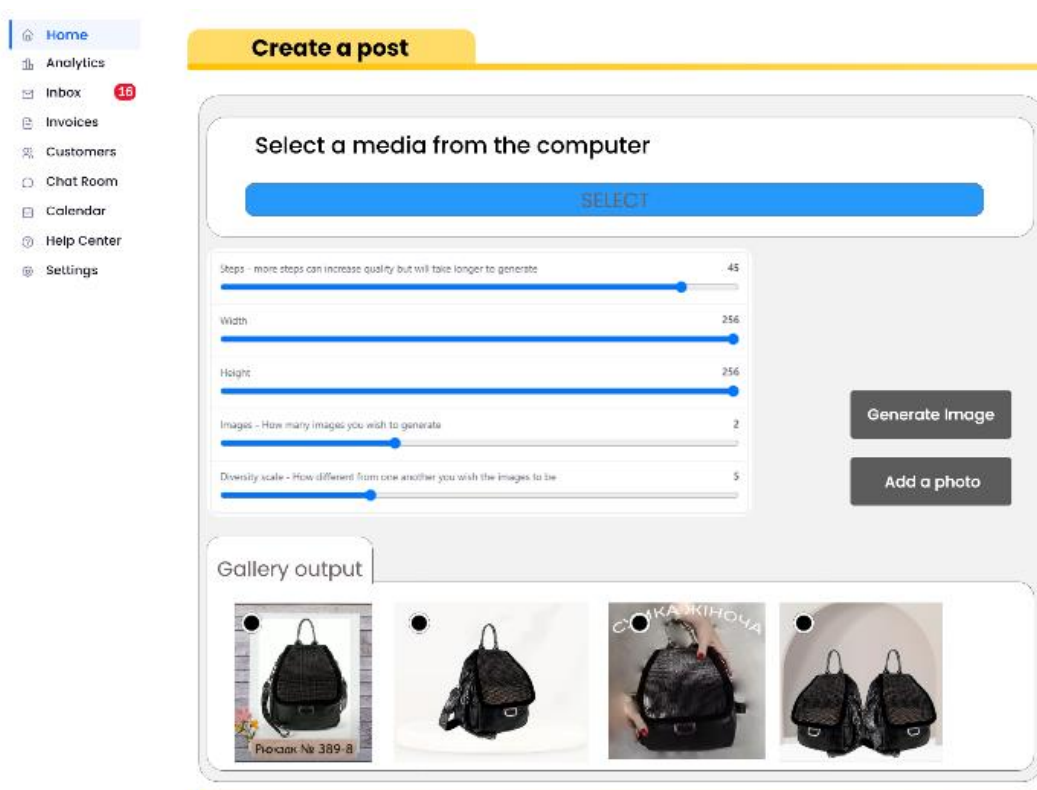 Home
Analytics
Inbox 16
Invoices
Customers
Chat Room
Calendar
Help Center
Settings
Create a post
Select a media from the computer
SELECT
Steps - more steps can increase quality but will take longer to generate 45
Width 256
Height 256
Images - How many images you wish to generate 2
Diversity scale - How different from one another you wish the images to be 5
Generate Image
Add a photo
Gallery output
СУМКА ЖІНОЧА
Рюкзак № 389-8